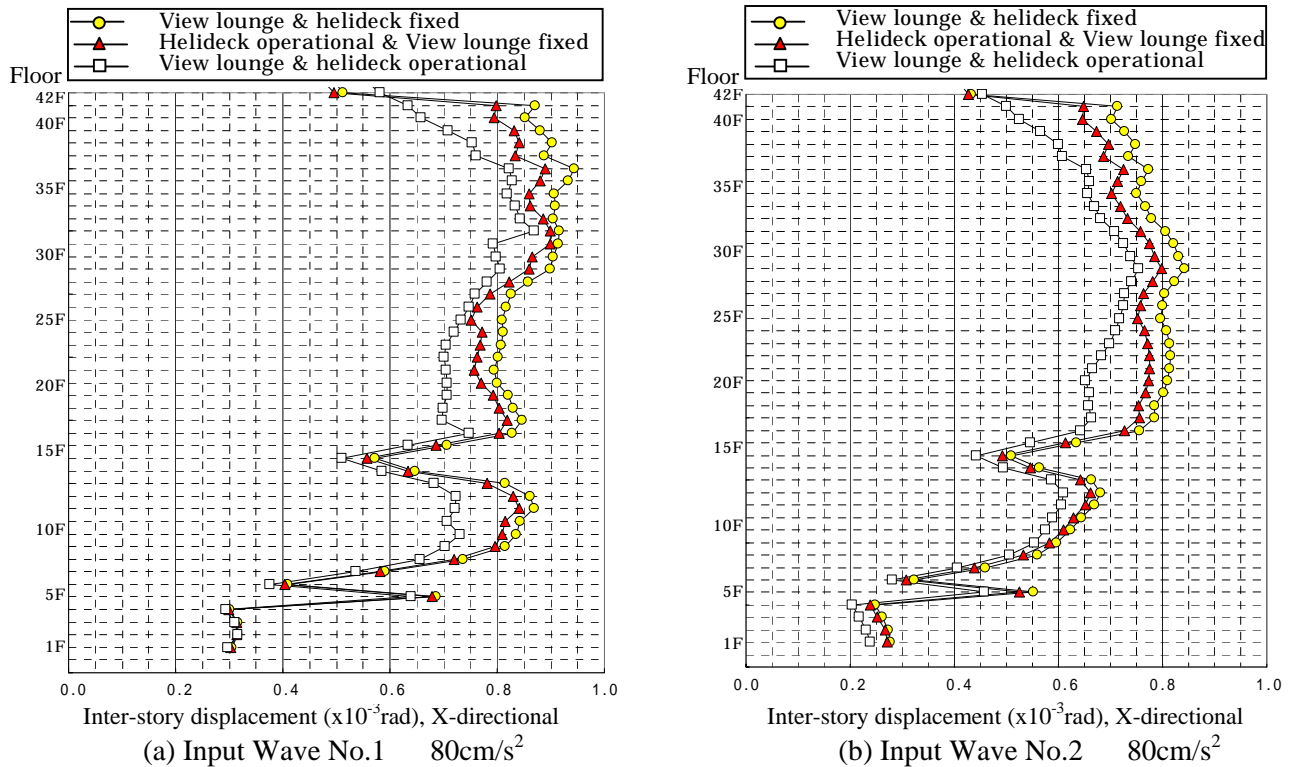 View lounge & helideck fixed
Helideck operational & View lounge fixed
View lounge & helideck operational
Floor
42F
40F
35F
30F
25F
20F
15F
10F
5F
1F
0.0 0.2 0.4 0.6 0.8 1.0
Inter-story displacement (x10⁻³rad), X-directional
(a) Input Wave No.1 80cm/s²
View lounge & helideck fixed
Helideck operational & View lounge fixed
View lounge & helideck operational
Floor
42F
40F
35F
30F
25F
20F
15F
10F
5F
1F
0.0 0.2 0.4 0.6 0.8 1.0
Inter-story displacement (x10⁻³rad), X-directional
(b) Input Wave No.2 80cm/s²